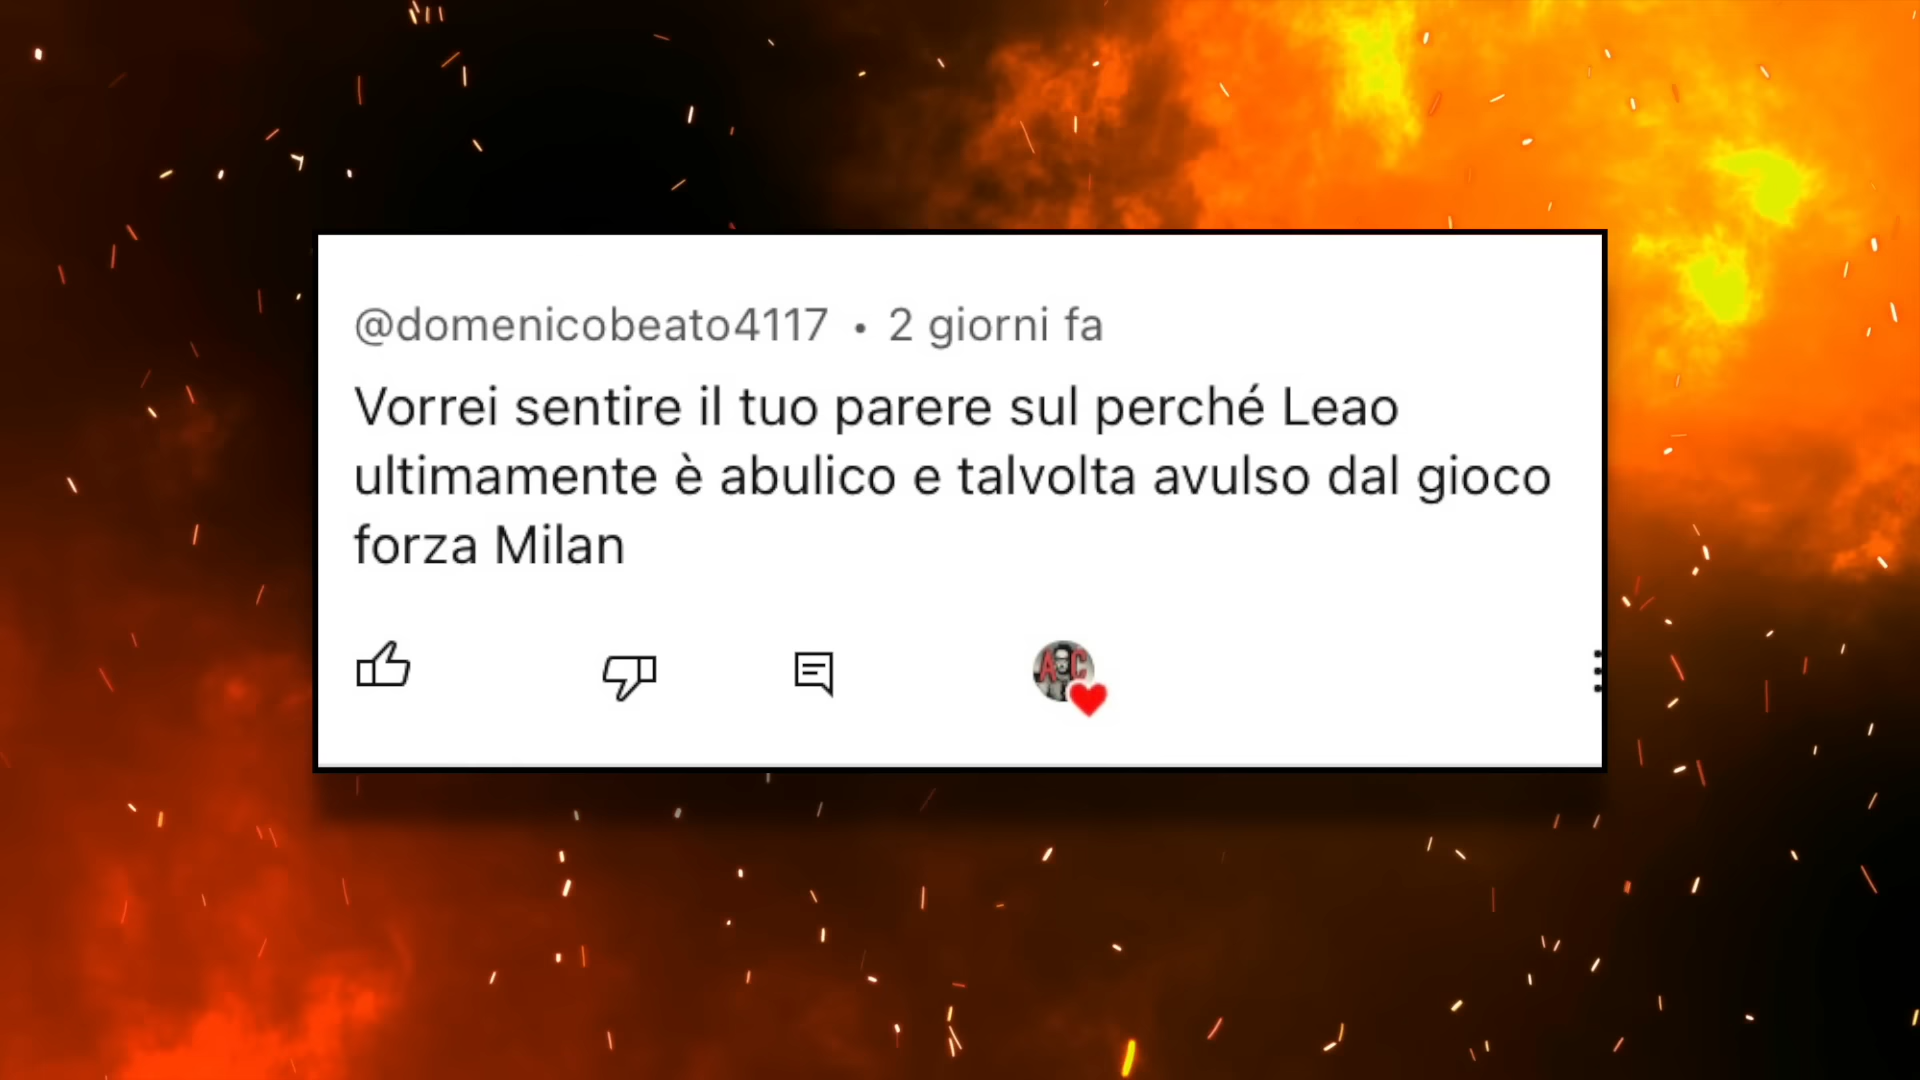 @domenicobeato4117 • 2 giorni fa
Vorrei sentire il tuo parere sul perché Leao
ultimamente è abulico e talvolta avulso dal gioco
forza Milan
AC